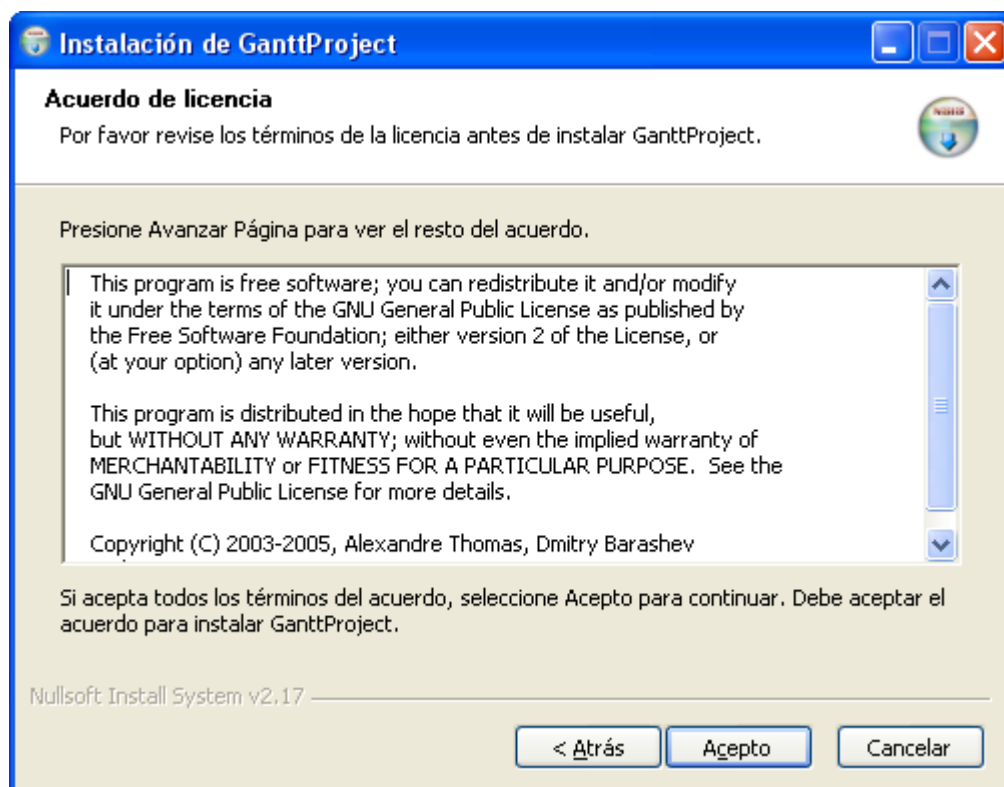 Instalación de GanttProject
Acuerdo de licencia
Por favor revise los términos de la licencia antes de instalar GanttProject.
Presione Avanzar Página para ver el resto del acuerdo.
This program is free software; you can redistribute it and/or modify
it under the terms of the GNU General Public License as published by
the Free Software Foundation; either version 2 of the License, or
(at your option) any later version.
This program is distributed in the hope that it will be useful,
but WITHOUT ANY WARRANTY; without even the implied warranty of
MERCHANTABILITY or FITNESS FOR A PARTICULAR PURPOSE.  See the
GNU General Public License for more details.
Copyright (C) 2003-2005, Alexandre Thomas, Dmitry Barashev
Si acepta todos los términos del acuerdo, seleccione Acepto para continuar. Debe aceptar el
acuerdo para instalar GanttProject.
Nullsoft Install System v2.17
< Atrás
Acepto
Cancelar